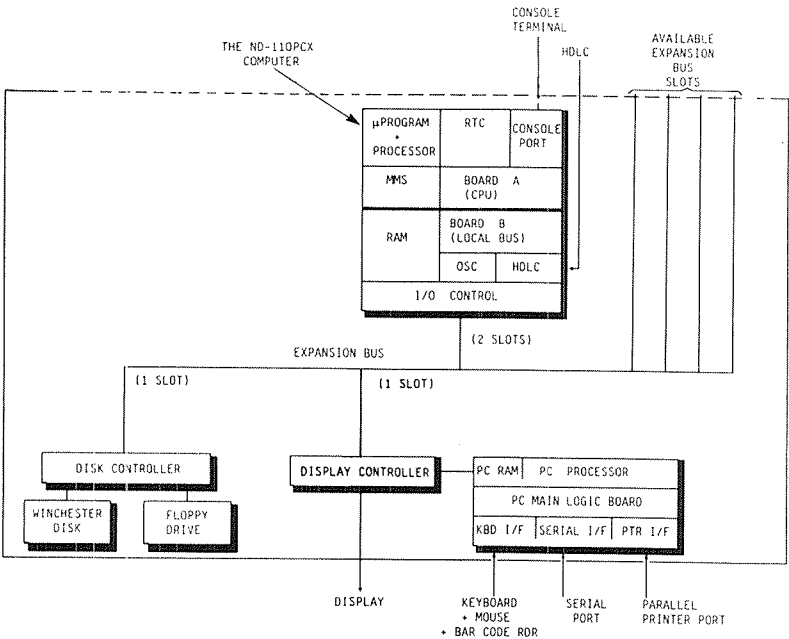 CONSOLE
TERMINAL
HDLC
AVAILABLE
EXPANSION
BUS
SLOTS
THE ND-110PCX
COMPUTER
μPROGRAM
+
PROCESSOR
RTC
CONSOLE
PORT
MMS
BOARD A
(CPU)
RAM
BOARD B
(LOCAL BUS)
OSC
HDLC
I/O CONTROL
(2 SLOTS)
EXPANSION BUS
(1 SLOT)
(1 SLOT)
DISK CONTROLLER
DISPLAY CONTROLLER
PC RAM
PC PROCESSOR
PC MAIN LOGIC BOARD
WINCHESTER
DISK
FLOPPY
DRIVE
KBD I/F
SERIAL I/F
PTR I/F
DISPLAY
KEYBOARD
+ MOUSE
+ BAR CODE RDR
SERIAL
PORT
PARALLEL
PRINTER PORT